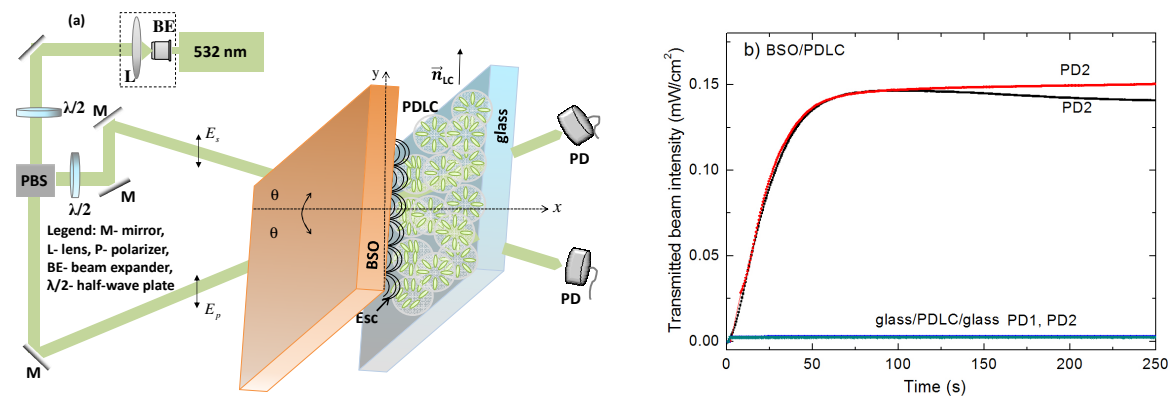 (a)
BE
532 nm
L
λ/2
M
PBS
λ/2
M
E_s
Legend: M- mirror,
L- lens, P- polarizer,
BE- beam expander,
λ/2- half-wave plate
E_p
M
θ
θ
y
x
n⃗_LC
PDLC
glass
BSO
Esc
PD
PD
b) BSO/PDLC
PD2
PD2
glass/PDLC/glass PD1, PD2
Transmitted beam intensity (mW/cm²)
0.15
0.10
0.05
0.00
0 50 100 150 200 250
Time (s)